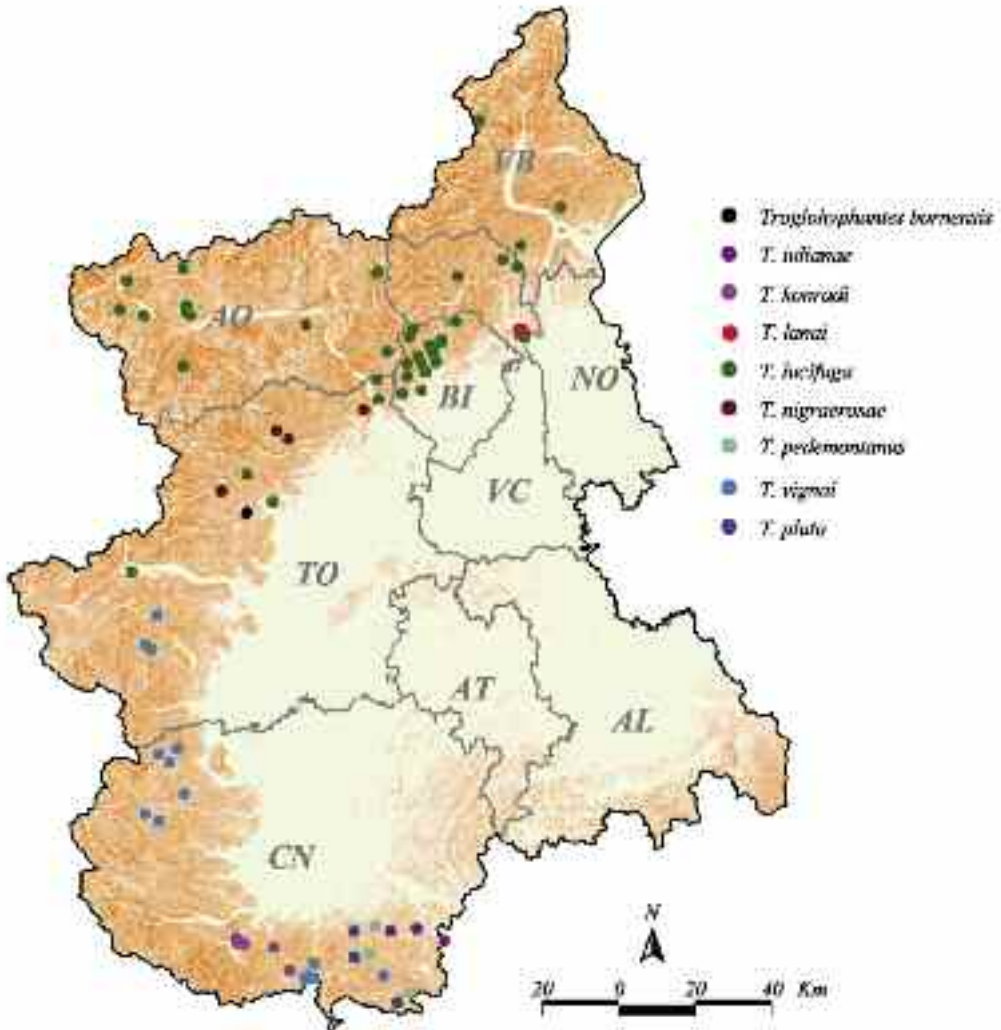 VB
AO
BI
NO
VC
TO
AT
AL
CN
Troglohyphantes bornensis
T. iulianae
T. konradi
T. lanai
T. lucifuga
T. nigraerosae
T. pedemontanus
T. vignai
T. pluto
N
20 0 20 40 Km